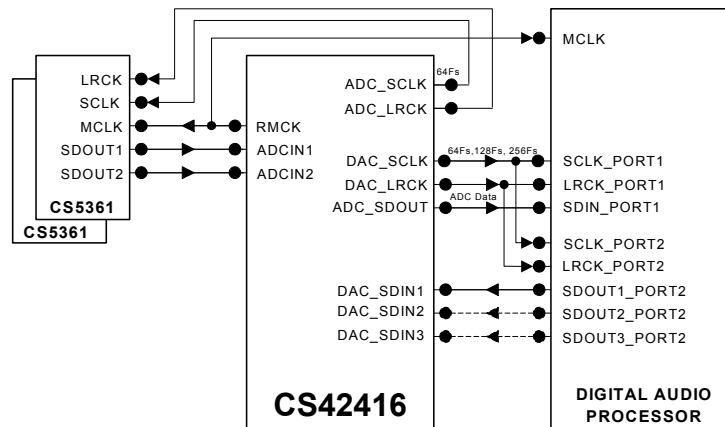 LRCK
SCLK
MCLK
SDOUT1
SDOUT2
CS5361
CS5361
RMCK
ADCIN1
ADCIN2
64Fs
ADC_SCLK
ADC_LRCK
64Fs,128Fs, 256Fs
DAC_SCLK
DAC_LRCK
ADC Data
ADC_SDOUT
DAC_SDIN1
DAC_SDIN2
DAC_SDIN3
CS42416
MCLK
SCLK_PORT1
LRCK_PORT1
SDIN_PORT1
SCLK_PORT2
LRCK_PORT2
SDOUT1_PORT2
SDOUT2_PORT2
SDOUT3_PORT2
DIGITAL AUDIO
PROCESSOR